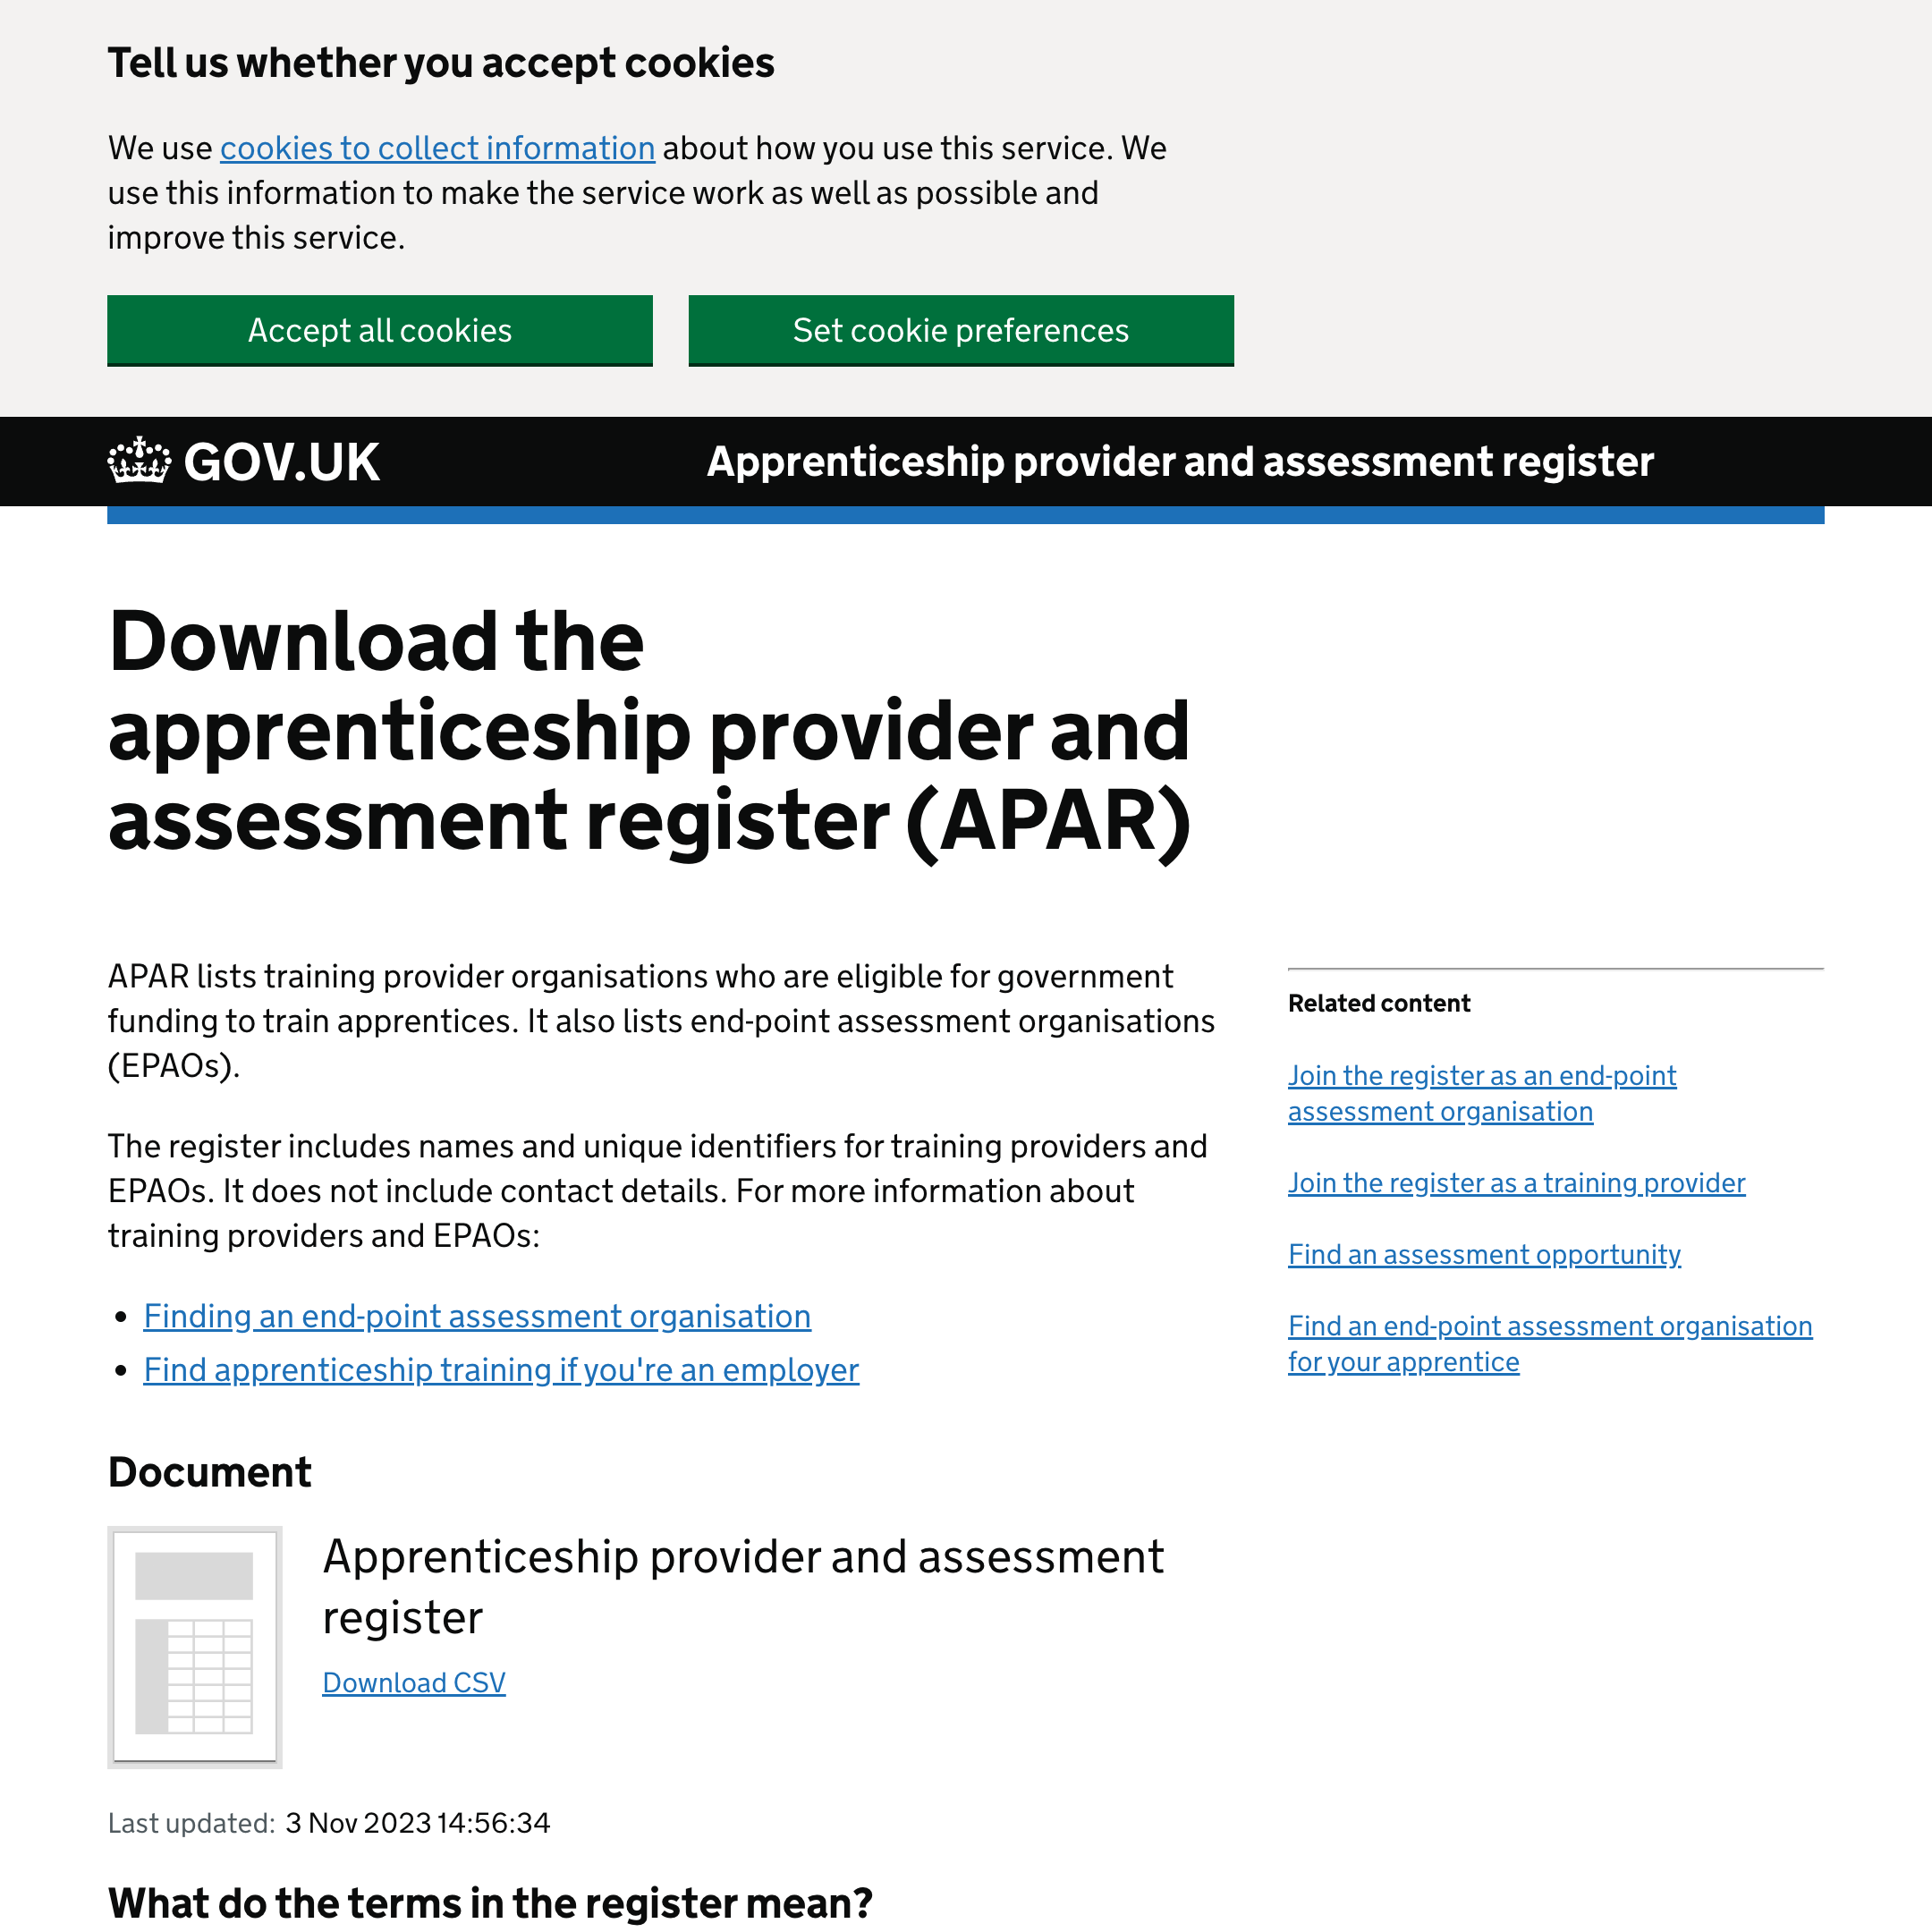 Tell us whether you accept cookies
We use cookies to collect information about how you use this service. We
use this information to make the service work as well as possible and
improve this service.
Accept all cookies
Set cookie preferences
GOV.UK
Apprenticeship provider and assessment register
Download the
apprenticeship provider and
assessment register (APAR)
APAR lists training provider organisations who are eligible for government
funding to train apprentices. It also lists end-point assessment organisations
(EPAOs).
The register includes names and unique identifiers for training providers and
EPAOs. It does not include contact details. For more information about
training providers and EPAOs:
• Finding an end-point assessment organisation
• Find apprenticeship training if you're an employer
Related content
Join the register as an end-point
assessment organisation
Join the register as a training provider
Find an assessment opportunity
Find an end-point assessment organisation
for your apprentice
Document
Apprenticeship provider and assessment
register
Download CSV
Last updated: 3 Nov 2023 14:56:34
What do the terms in the register mean?